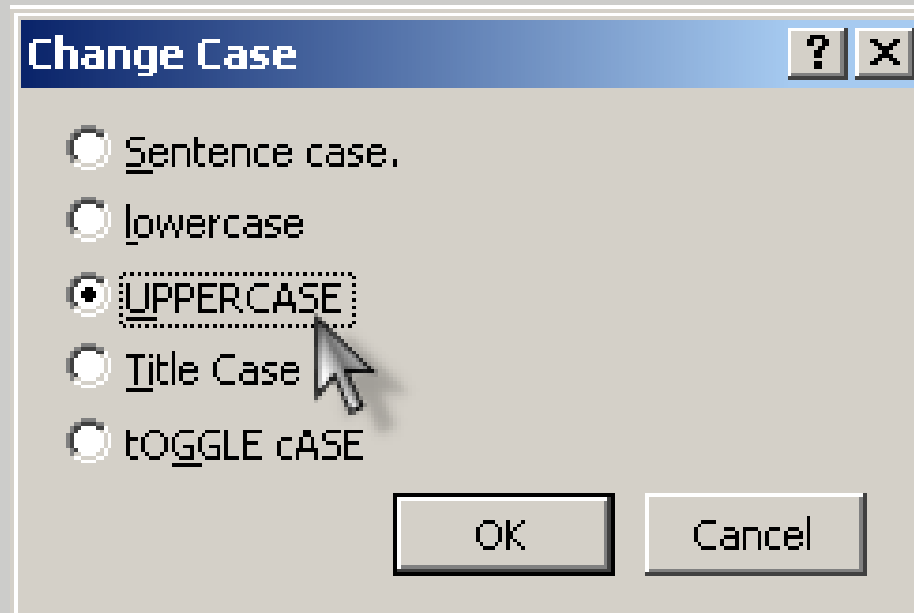 Change Case ? X
Sentence case.
lowercase
UPPERCASE
Title Case
tOGGLE cASE
OK Cancel